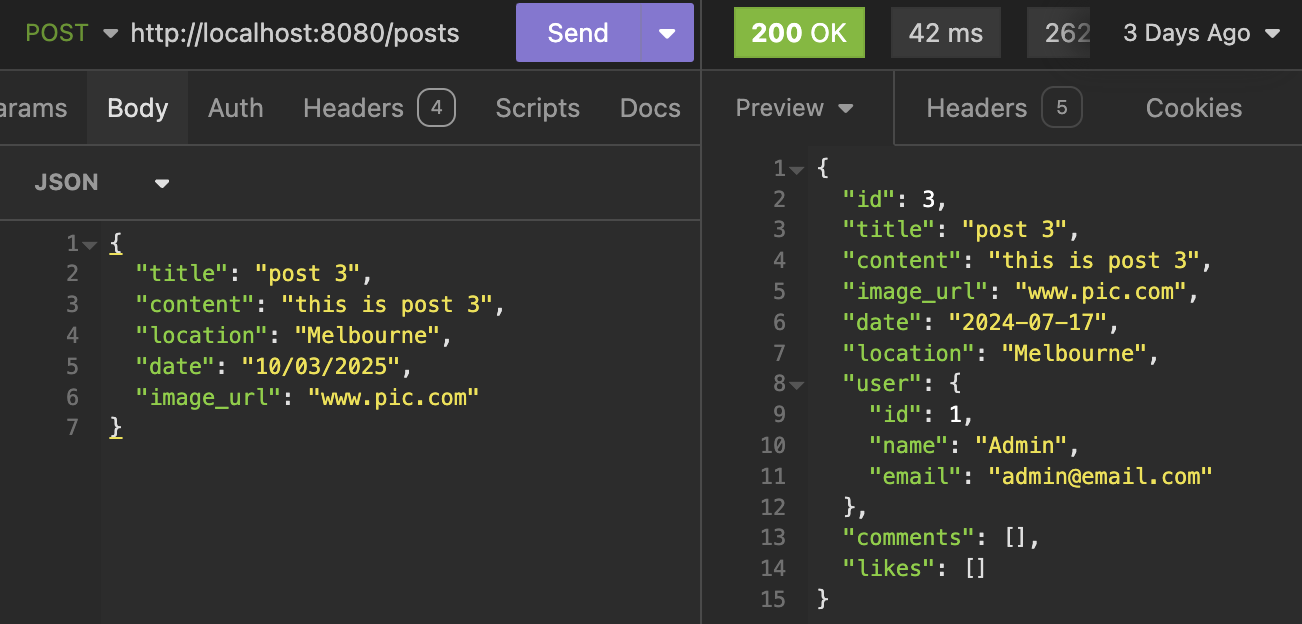 POST http://localhost:8080/posts Send 200 OK 42 ms 262 3 Days Ago
arams Body Auth Headers 4 Scripts Docs Preview Headers 5 Cookies
JSON
1 {
2 "title": "post 3",
3 "content": "this is post 3",
4 "location": "Melbourne",
5 "date": "10/03/2025",
6 "image_url": "www.pic.com"
7 }
1 {
2 "id": 3,
3 "title": "post 3",
4 "content": "this is post 3",
5 "image_url": "www.pic.com",
6 "date": "2024-07-17",
7 "location": "Melbourne",
8 "user": {
9 "id": 1,
10 "name": "Admin",
11 "email": "admin@email.com"
12 },
13 "comments": [],
14 "likes": []
15 }